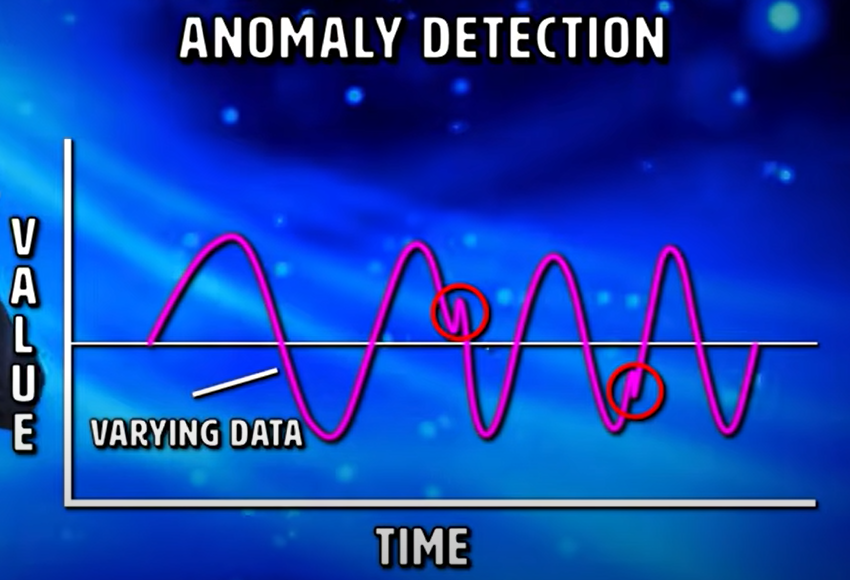 ANOMALY DETECTION
VALUE
VARYING DATA
TIME